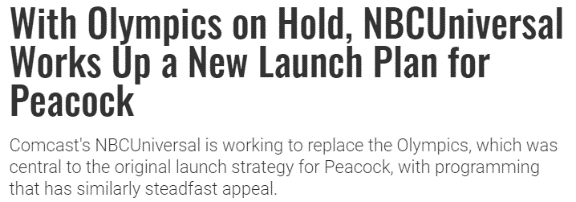 With Olympics on Hold, NBCUniversal
Works Up a New Launch Plan for
Peacock
Comcast's NBCUniversal is working to replace the Olympics, which was
central to the original launch strategy for Peacock, with programming
that has similarly steadfast appeal.